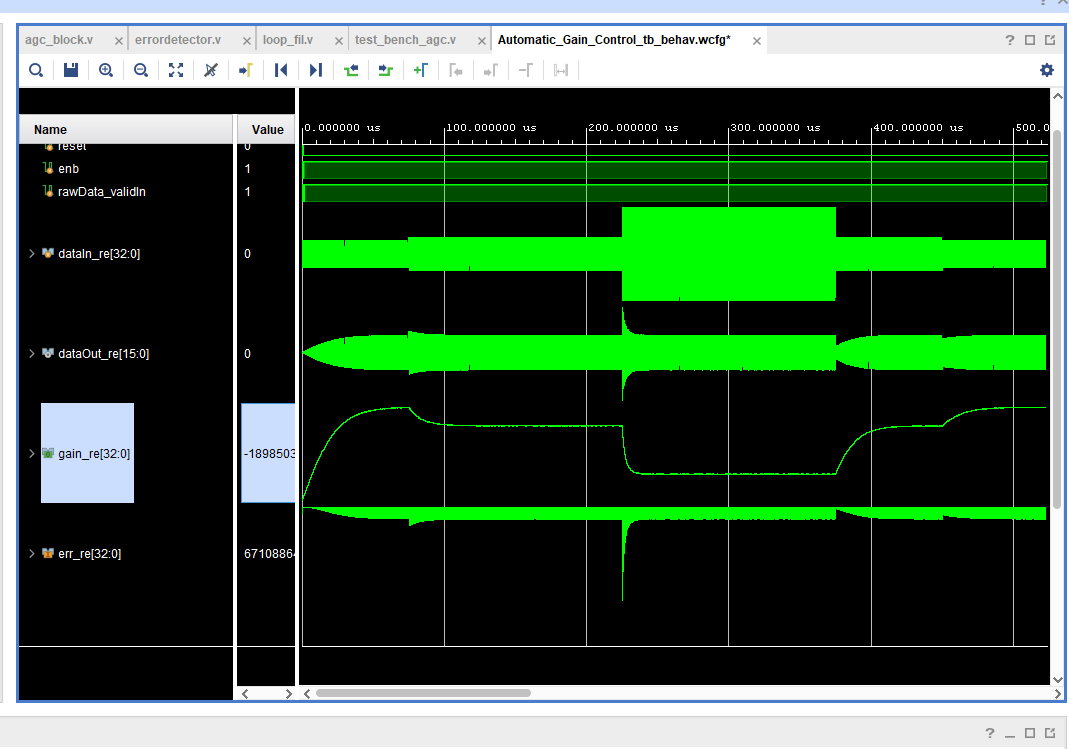 agc_block.v errordetector.v loop_fil.v test_bench_agc.v Automatic_Gain_Control_tb_behav.wcfg*
Name Value 0.000000 us 100.000000 us 200.000000 us 300.000000 us 400.000000 us 500.0
reset 0
enb 1
rawData_validIn 1
dataIn_re[32:0] 0
dataOut_re[15:0] 0
gain_re[32:0] -1898503
err_re[32:0] 6710886